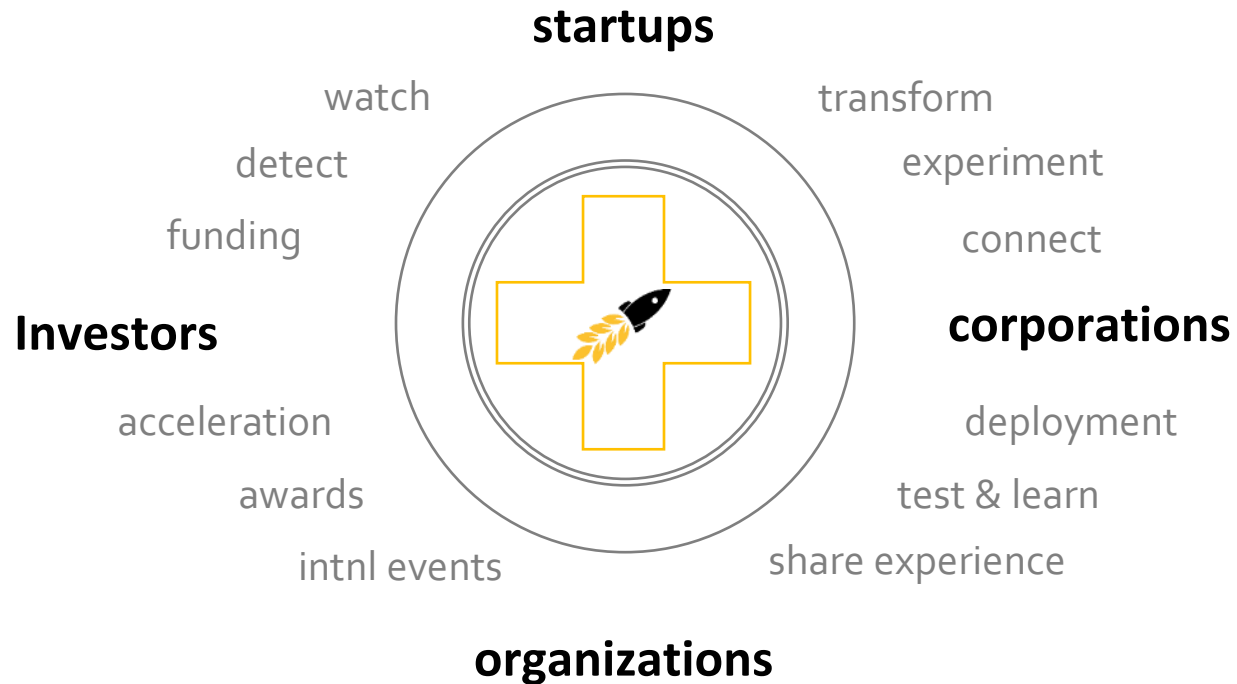 startups
watch
transform
detect
experiment
funding
connect
Investors
corporations
acceleration
deployment
awards
test & learn
intnl events
share experience
organizations